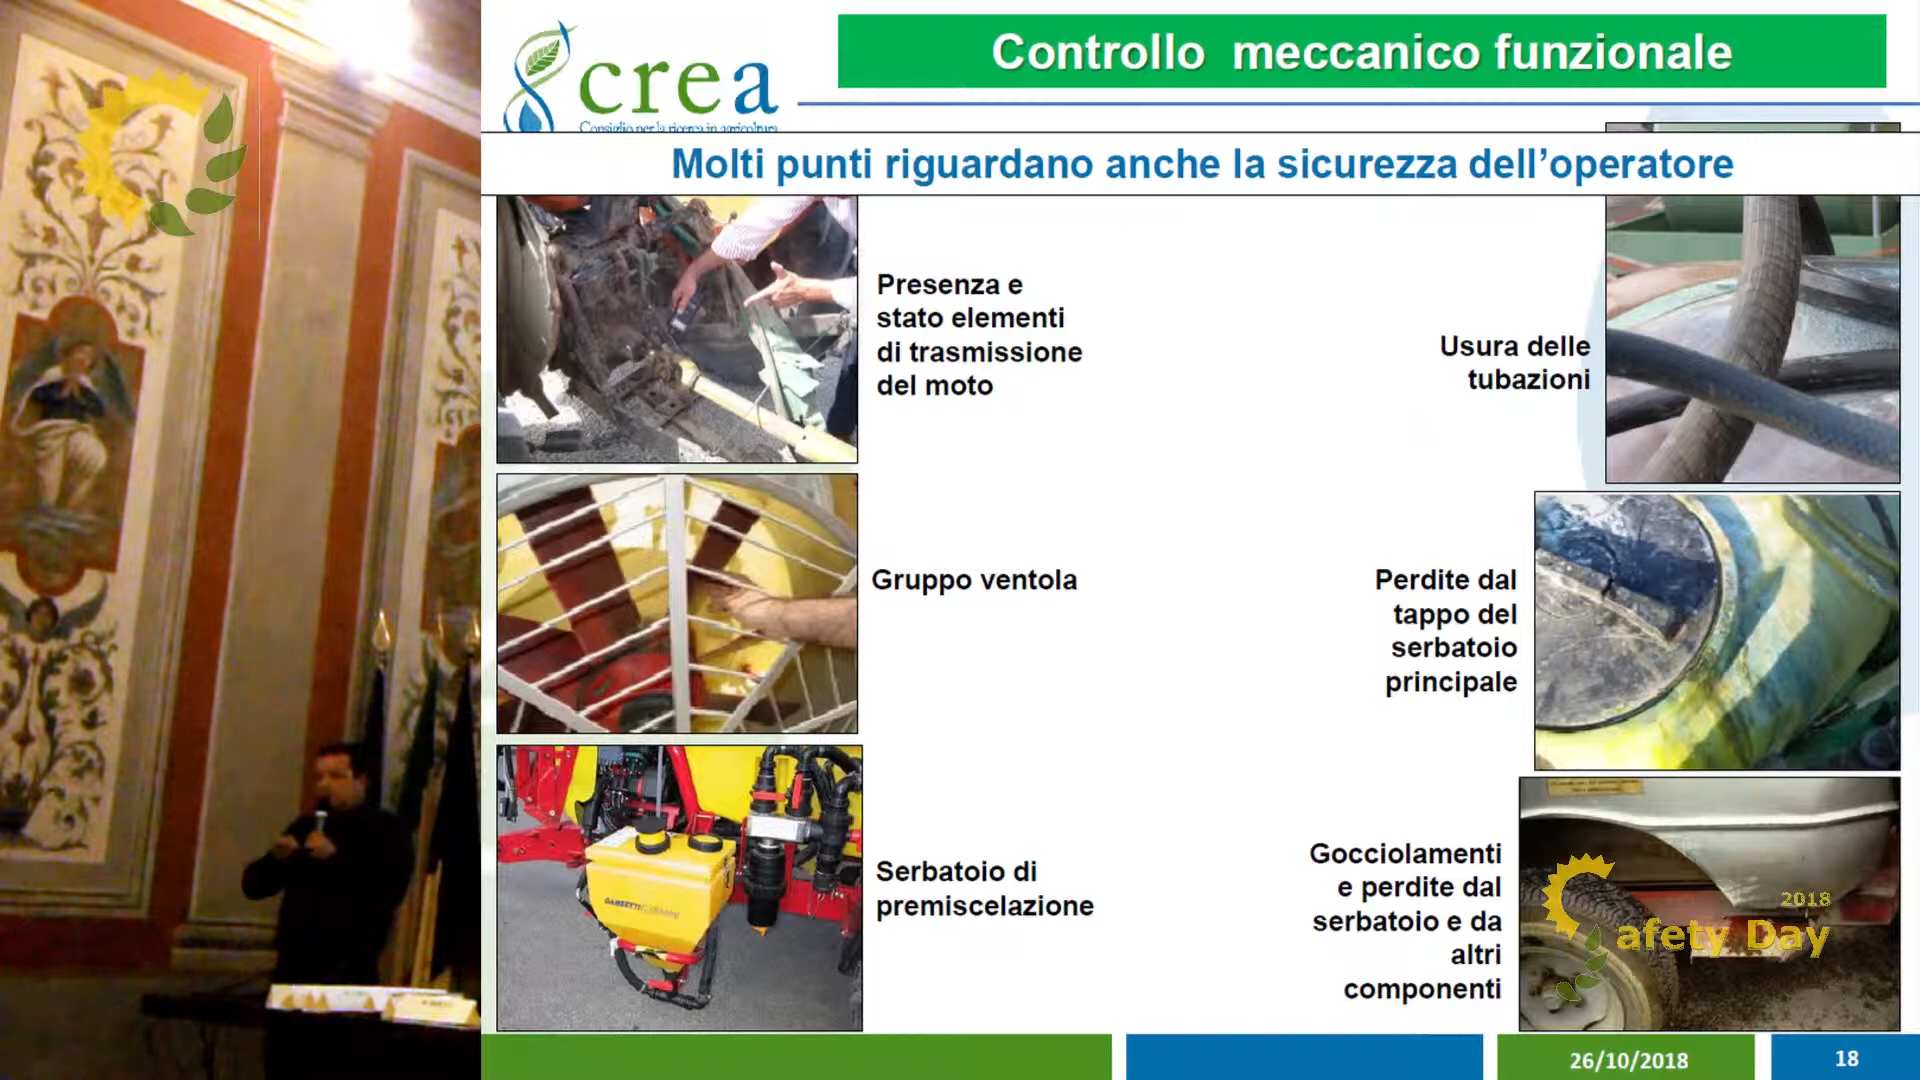 crea
Consiglio per la ricerca in agricoltura
Controllo meccanico funzionale
Molti punti riguardano anche la sicurezza dell'operatore
Presenza e
stato elementi
di trasmissione
del moto
Usura delle
tubazioni
Gruppo ventola
Perdite dal
tappo del
serbatoio
principale
Serbatoio di
premiscelazione
Gocciolamenti
e perdite dal
serbatoio e da
altri
componenti
2018
afety Day
26/10/2018
18